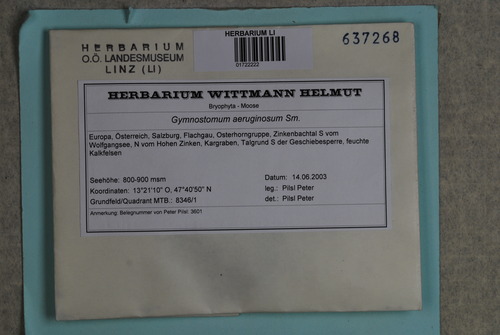 HERBARIUM
O.Ö. LANDESMUSEUM
LINZ (LI)
HERBARIUM LI
01722222
637268
HERBARIUM WITTMANN HELMUT
Bryophyta - Moose
Gymnostomum aeruginosum Sm.
Europa, Österreich, Salzburg, Flachgau, Osterhorngruppe, Zinkenbachtal S vom
Wolfgangsee, N vom Hohen Zinken, Kargraben, Talgrund S der Geschiebesperre, feuchte
Kalkfelsen
Seehöhe: 800-900 msm
Datum: 14.06.2003
Koordinaten: 13°21'10" O, 47°40'50" N
leg.: Pilsl Peter
Grundfeld/Quadrant MTB.: 8346/1
det.: Pilsl Peter
Anmerkung: Belegnummer von Peter Pilsl: 3601